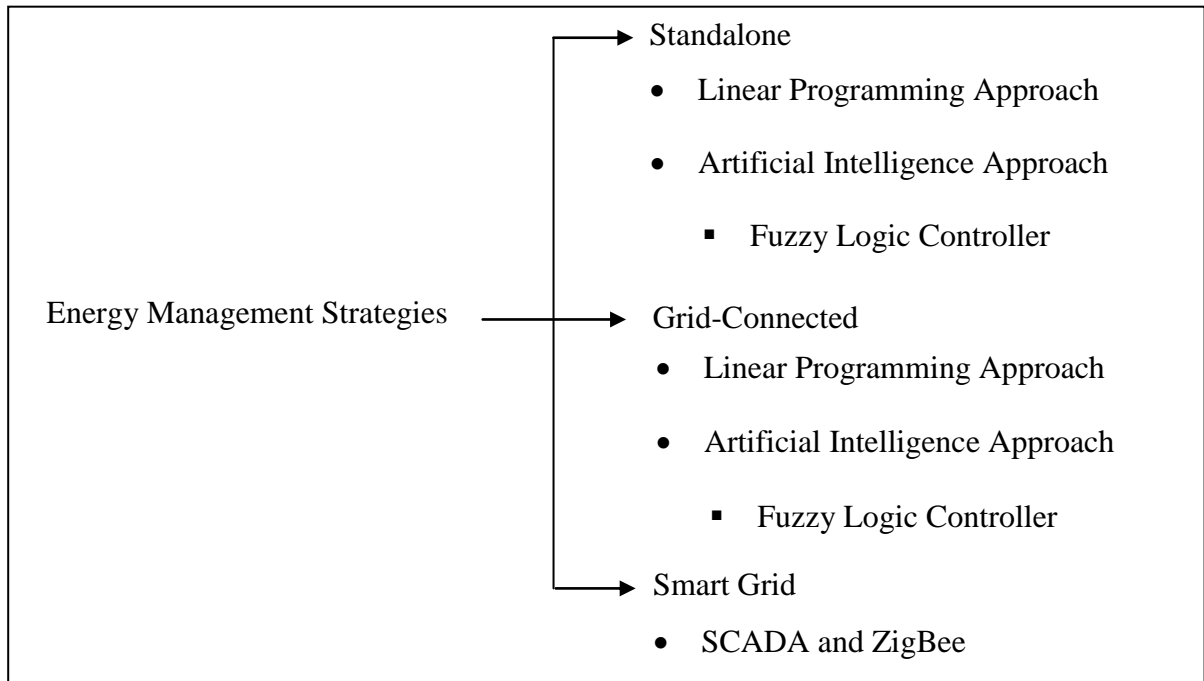 Standalone
• Linear Programming Approach
• Artificial Intelligence Approach
▪ Fuzzy Logic Controller
Energy Management Strategies
Grid-Connected
• Linear Programming Approach
• Artificial Intelligence Approach
▪ Fuzzy Logic Controller
Smart Grid
• SCADA and ZigBee